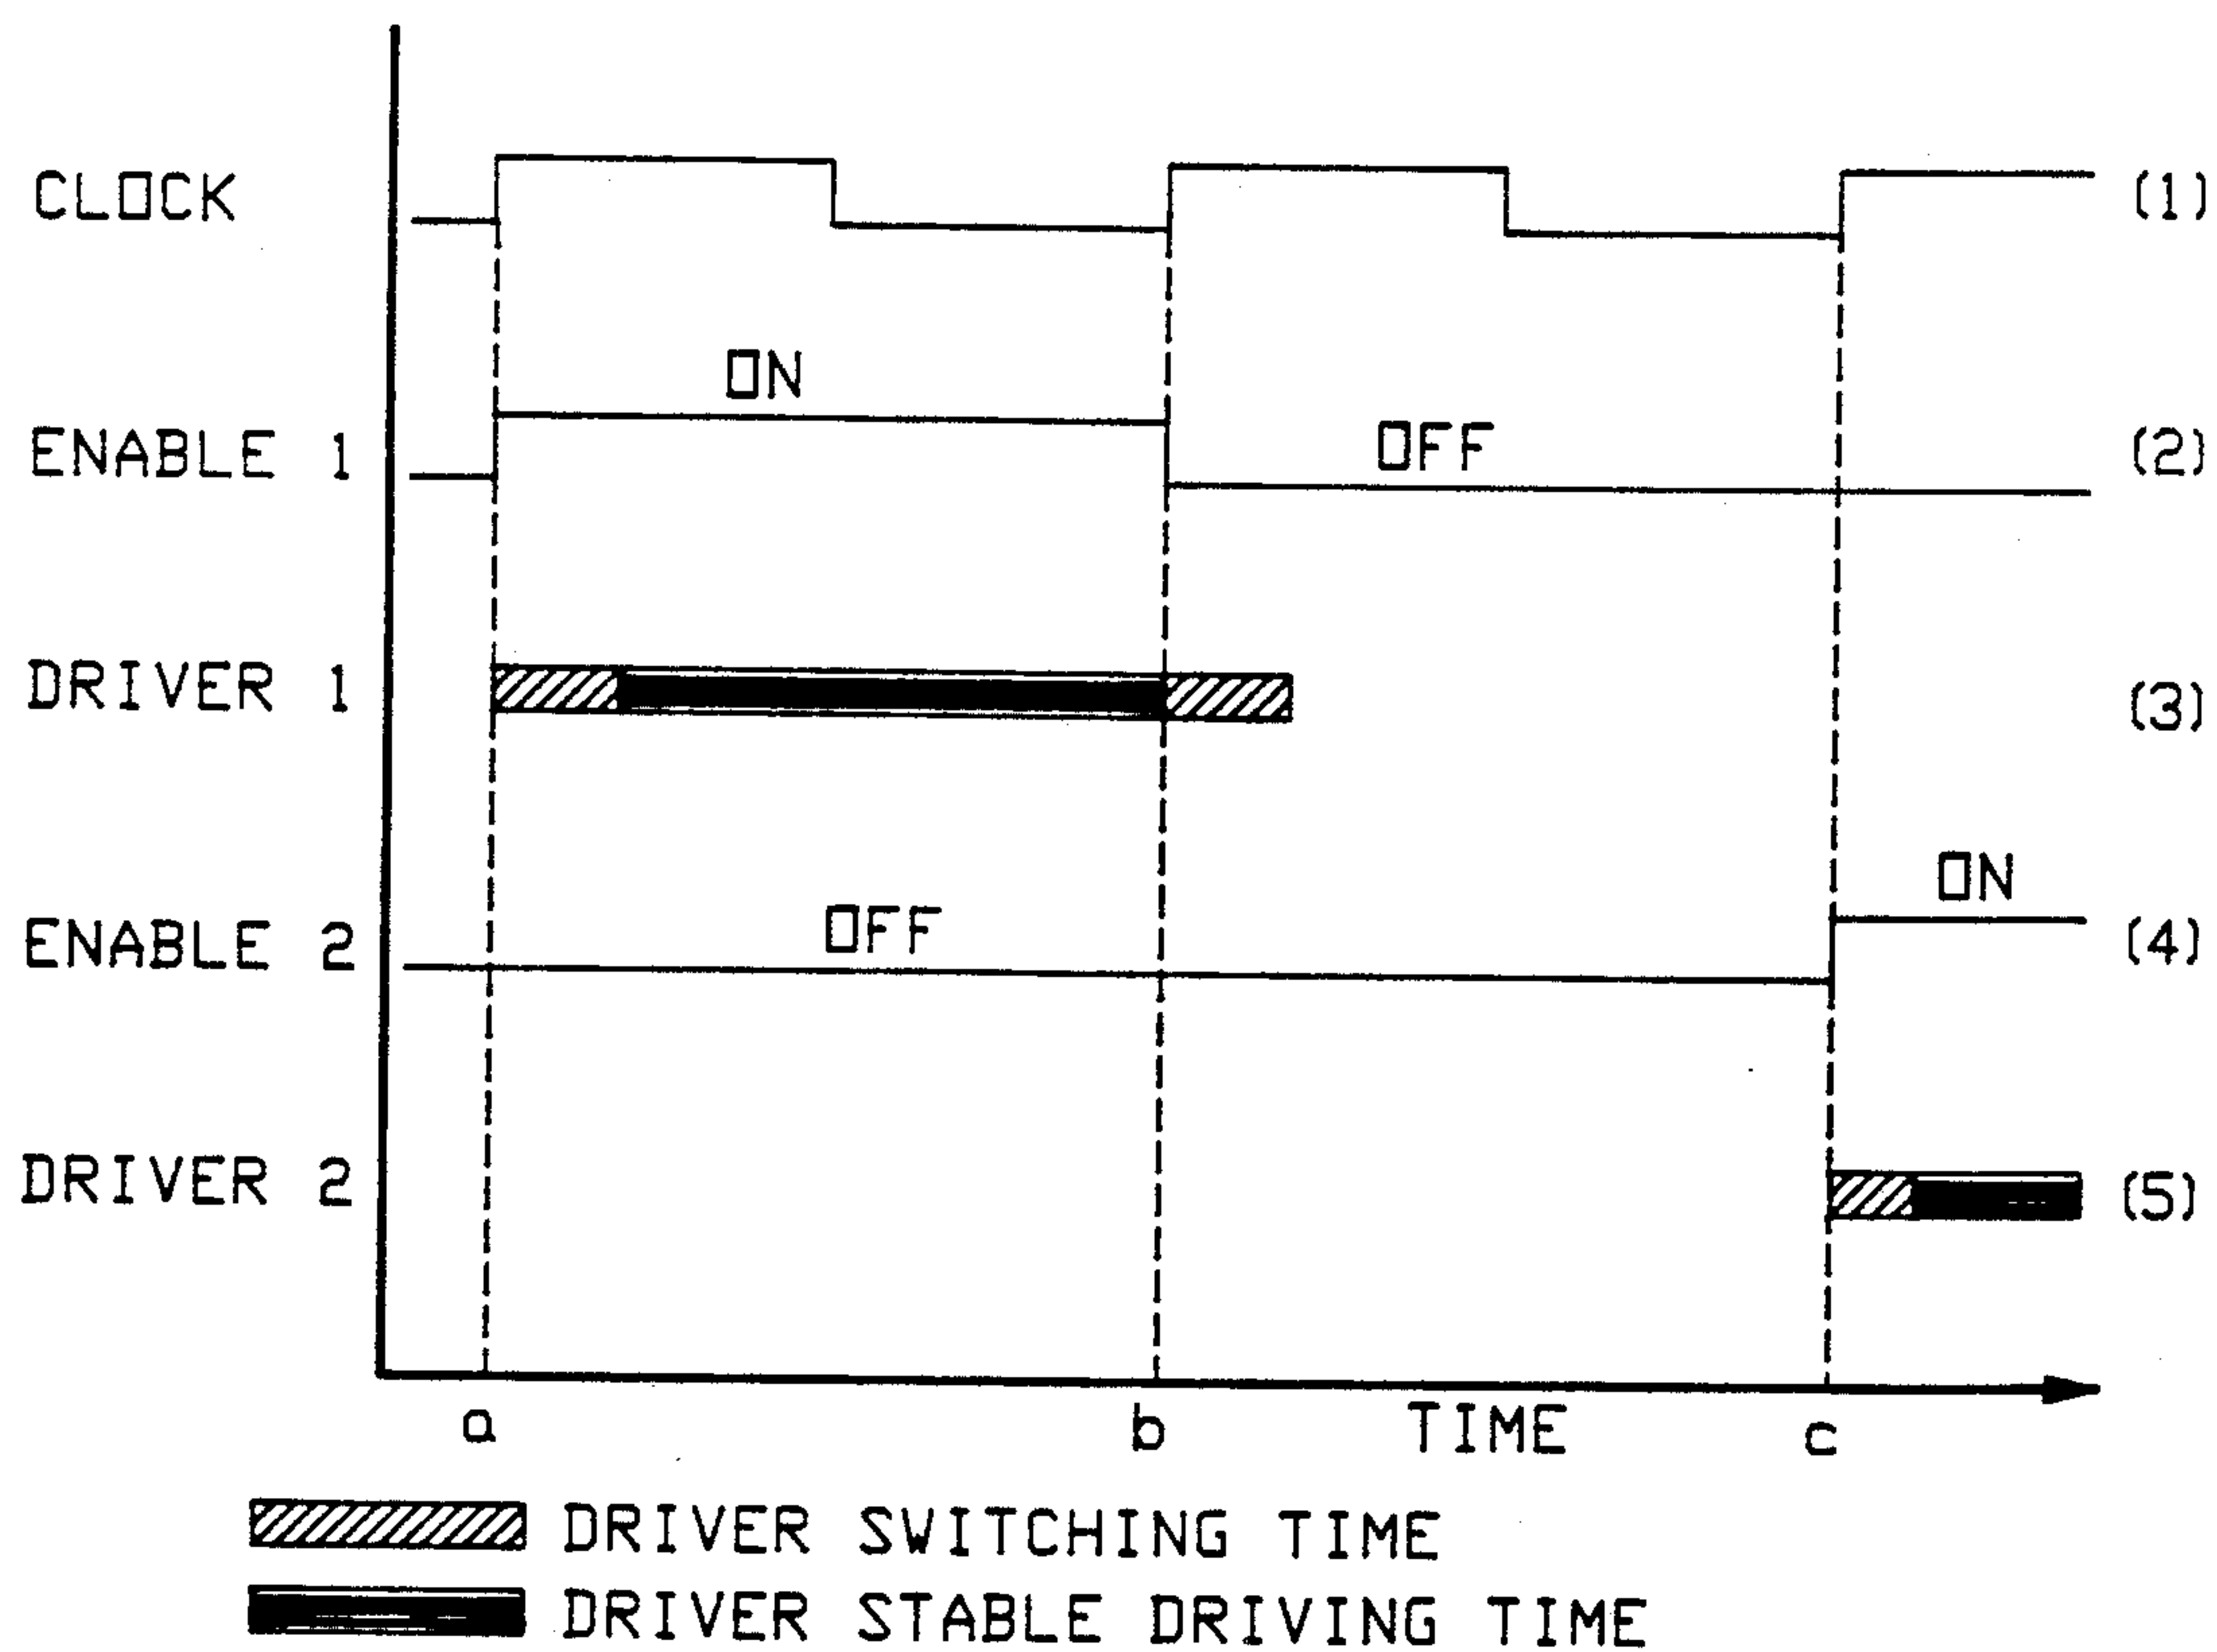 CLOCK (1)
ON
ENABLE 1 OFF (2)
DRIVER 1 (3)
ON
ENABLE 2 OFF (4)
DRIVER 2 (5)
a b TIME c
DRIVER SWITCHING TIME
DRIVER STABLE DRIVING TIME